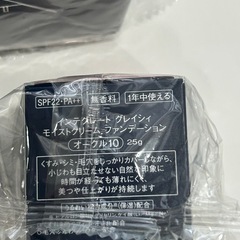 SPF22・PA++ 無香料 1年中使える
インテグレート グレイシィ
モイストクリーム ファンデーション
オークル10 25g
くすみ・シミ・毛穴をしっかりカバーしながら、
小じわも目立たせない自然な印象に
時間が経っても薄れにくく、
美つや仕上がりが持続します